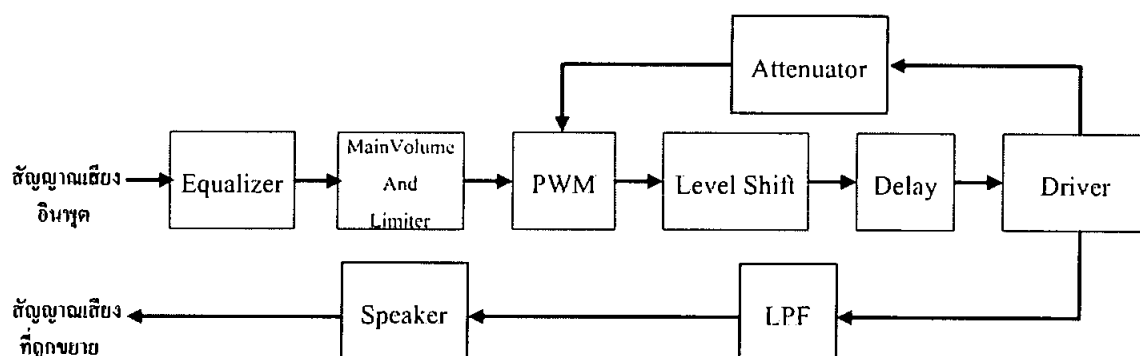 Attenuator
สัญญาณเสียง
อินพุต
Equalizer
MainVolume
And
Limiter
PWM
Level Shift
Delay
Driver
สัญญาณเสียง
ที่ถูกขยาย
Speaker
LPF